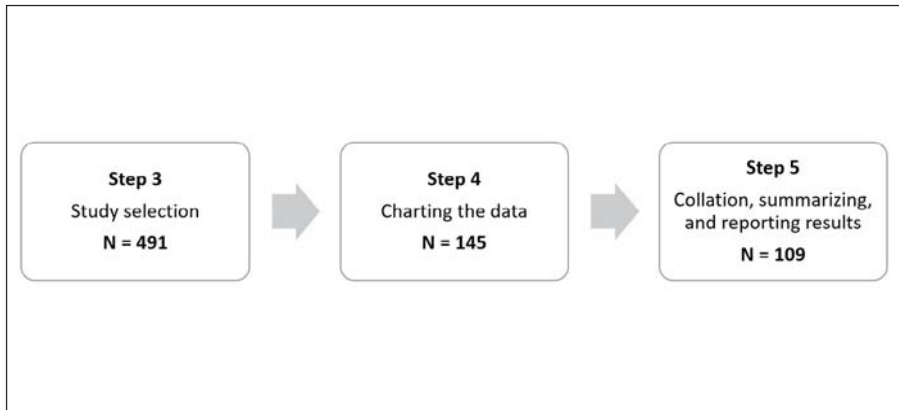 Step 3
Study selection
N = 491
Step 4
Charting the data
N = 145
Step 5
Collation, summarizing,
and reporting results
N = 109